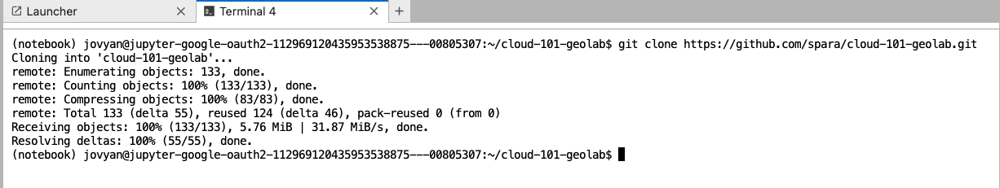 Launcher
Terminal 4
(notebook) jovyan@jupyter-google-oauth2-112969120435953538875---00805307:~/cloud-101-geolab$ git clone https://github.com/spara/cloud-101-geolab.git
Cloning into 'cloud-101-geolab'...
remote: Enumerating objects: 133, done.
remote: Counting objects: 100% (133/133), done.
remote: Compressing objects: 100% (83/83), done.
remote: Total 133 (delta 55), reused 124 (delta 46), pack-reused 0 (from 0)
Receiving objects: 100% (133/133), 5.76 MiB | 31.87 MiB/s, done.
Resolving deltas: 100% (55/55), done.
(notebook) jovyan@jupyter-google-oauth2-112969120435953538875---00805307:~/cloud-101-geolab$